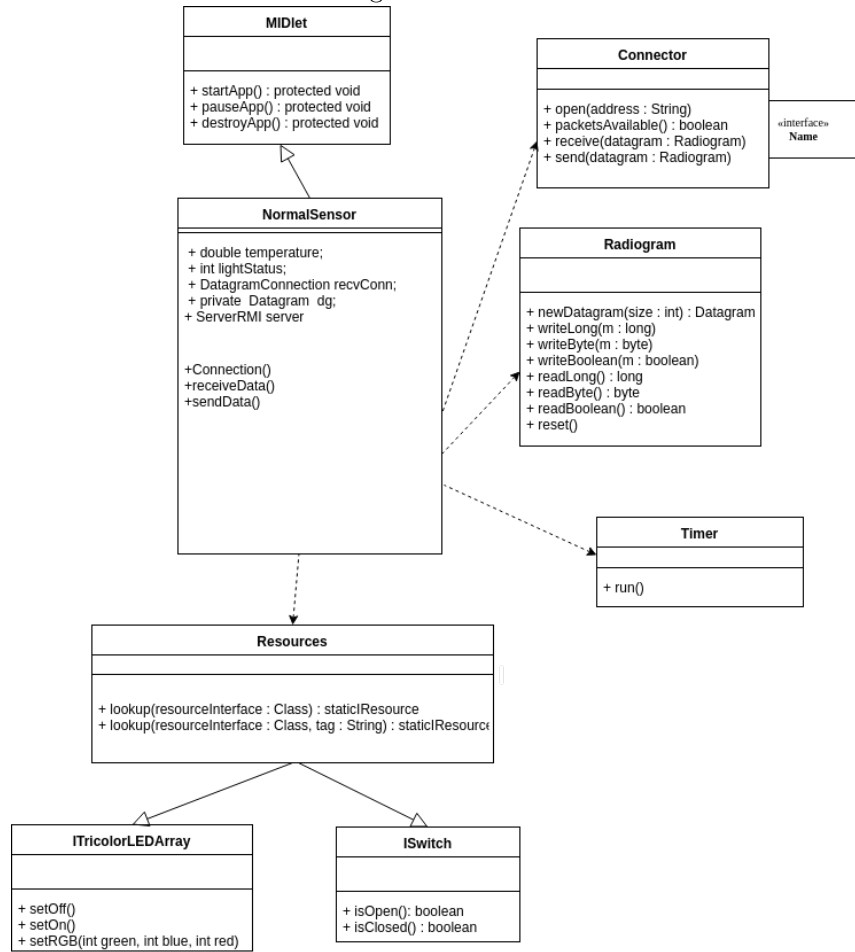 MIDlet
+ startApp() : protected void
+ pauseApp() : protected void
+ destroyApp() : protected void
Connector
+ open(address : String)
+ packetsAvailable() : boolean
+ receive(datagram : Radiogram)
+ send(datagram : Radiogram)
«interface»
Name
NormalSensor
+ double temperature;
+ int lightStatus;
+ DatagramConnection recvConn;
+ private Datagram dg;
+ ServerRMI server
+Connection()
+receiveData()
+sendData()
Radiogram
+ newDatagram(size : int) : Datagram
+ writeLong(m : long)
+ writeByte(m : byte)
+ writeBoolean(m : boolean)
+ readLong() : long
+ readByte() : byte
+ readBoolean() : boolean
+ reset()
Timer
+ run()
Resources
+ lookup(resourceInterface : Class) : staticIResource
+ lookup(resourceInterface : Class, tag : String) : staticIResource
ITricolorLEDArray
+ setOff()
+ setOn()
+ setRGB(int green, int blue, int red)
ISwitch
+ isOpen(): boolean
+ isClosed() : boolean